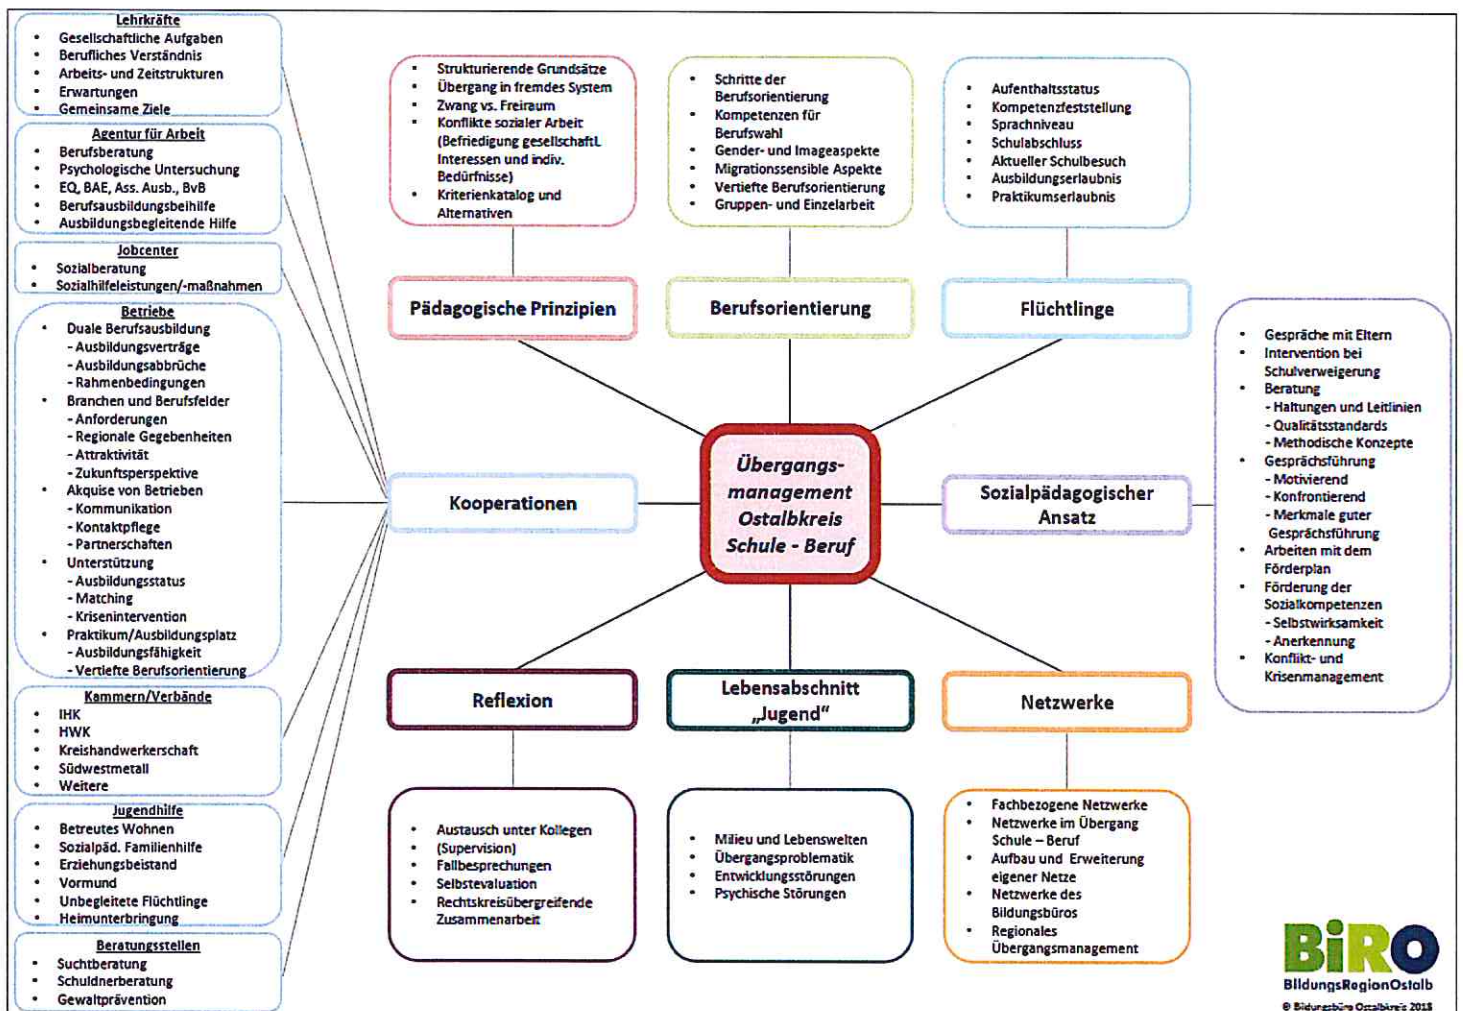 Lehrkräfte
• Gesellschaftliche Aufgaben
• Berufliches Verständnis
• Arbeits- und Zeitstrukturen
• Erwartungen
• Gemeinsame Ziele
Agentur für Arbeit
• Berufsberatung
• Psychologische Untersuchung
• EQ, BAE, Ass. Ausb., BvB
• Berufsausbildungsbeihilfe
• Ausbildungsbegleitende Hilfe
Jobcenter
• Sozialberatung
• Sozialhilfeleistungen/-maßnahmen
Betriebe
• Duale Berufsausbildung
- Ausbildungsverträge
- Ausbildungsabbrüche
- Rahmenbedingungen
• Branchen und Berufsfelder
- Anforderungen
- Regionale Gegebenheiten
- Attraktivität
- Zukunftsperspektive
• Akquise von Betrieben
- Kommunikation
- Kontaktpflege
- Partnerschaften
• Unterstützung
- Ausbildungsstatus
- Matching
- Krisenintervention
• Praktikum/Ausbildungsplatz
- Ausbildungsfähigkeit
- Vertiefte Berufsorientierung
Kammern/Verbände
• IHK
• HWK
• Kreishandwerkerschaft
• Südwestmetall
• Weitere
Jugendhilfe
• Betreutes Wohnen
• Sozialpäd. Familienhilfe
• Erziehungsbeistand
• Vormund
• Unbegleitete Flüchtlinge
• Heimunterbringung
Beratungsstellen
• Suchtberatung
• Schuldnerberatung
• Gewaltprävention
• Strukturierende Grundsätze
• Übergang in fremdes System
• Zwang vs. Freiraum
• Konflikte sozialer Arbeit
(Befriedigung gesellschaftl.
Interessen und indiv.
Bedürfnisse)
• Kriterienkatalog und
Alternativen
Pädagogische Prinzipien
• Schritte der
Berufsorientierung
• Kompetenzen für
Berufswahl
• Gender- und Imageaspekte
• Migrationssensible Aspekte
• Vertiefte Berufsorientierung
• Gruppen- und Einzelarbeit
Berufsorientierung
• Aufenthaltsstatus
• Kompetenzfeststellung
• Sprachniveau
• Schulabschluss
• Aktueller Schulbesuch
• Ausbildungserlaubnis
• Praktikumserlaubnis
Flüchtlinge
Kooperationen
Übergangs-
management
Ostalbkreis
Schule - Beruf
Sozialpädagogischer
Ansatz
• Gespräche mit Eltern
• Intervention bei
Schulverweigerung
• Beratung
- Haltungen und Leitlinien
- Qualitätsstandards
- Methodische Konzepte
• Gesprächsführung
- Motivierend
- Konfrontierend
- Merkmale guter
Gesprächsführung
• Arbeiten mit dem
Förderplan
• Förderung der
Sozialkompetenzen
- Selbstwirksamkeit
- Anerkennung
• Konflikt- und
Krisenmanagement
Reflexion
• Austausch unter Kollegen
• (Supervision)
• Fallbesprechungen
• Selbstevaluation
• Rechtskreisübergreifende
Zusammenarbeit
Lebensabschnitt
„Jugend“
• Milieu und Lebenswelten
• Übergangsproblematik
• Entwicklungsstörungen
• Psychische Störungen
Netzwerke
• Fachbezogene Netzwerke
• Netzwerke im Übergang
Schule – Beruf
• Aufbau und Erweiterung
eigener Netze
• Netzwerke des
Bildungsbüros
• Regionales
Übergangsmanagement
BiRO
BildungsRegionOstalb
© Bildungsbüro Ostalbkreis 2018